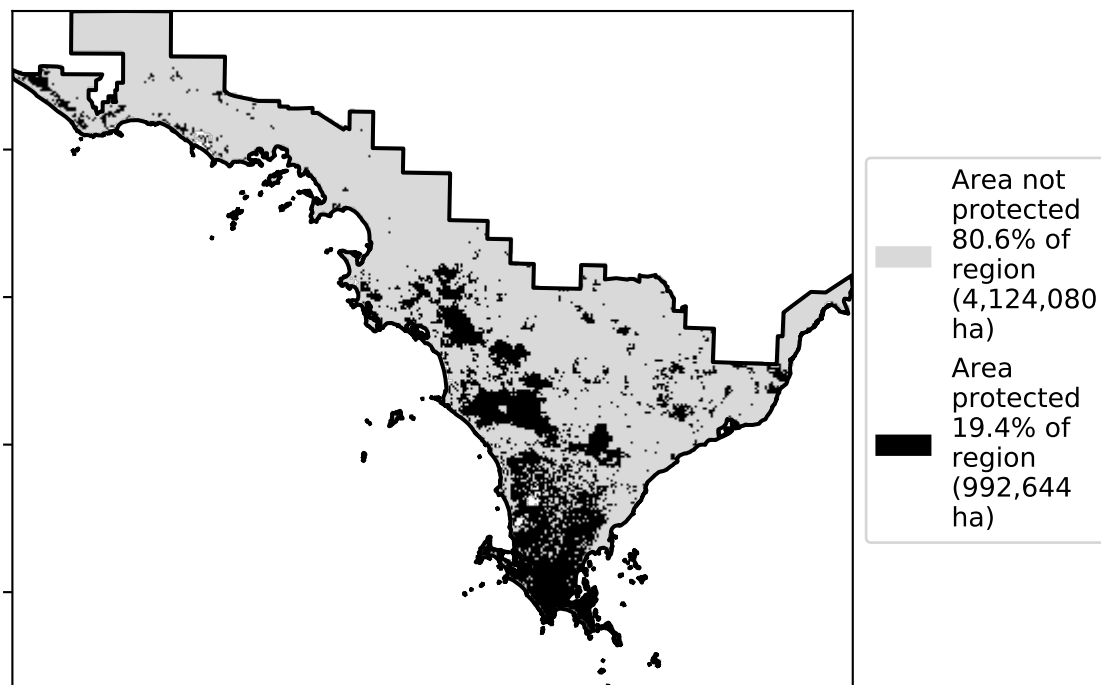 Area not
protected
80.6% of
region
(4,124,080
ha)
Area
protected
19.4% of
region
(992,644
ha)